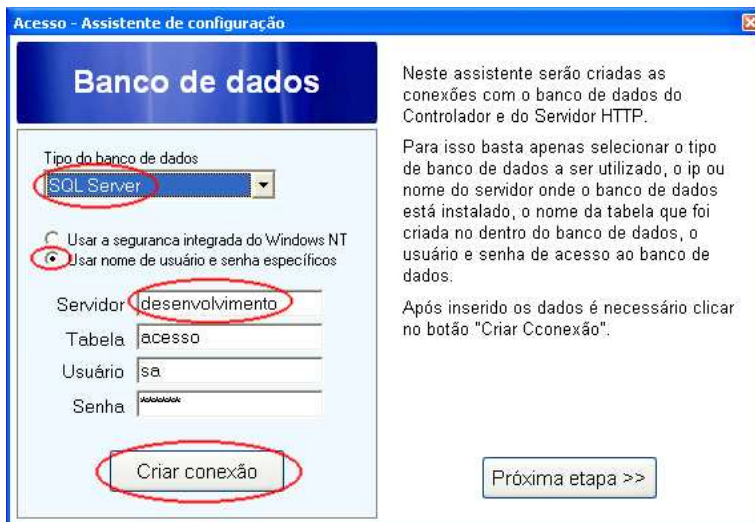 Acesso - Assistente de configuração
Banco de dados
Tipo do banco de dados
SQL Server
Usar a seguranca integrada do Windows NT
Usar nome de usuário e senha específicos
Servidor desenvolvimento
Tabela acesso
Usuário sa
Senha *******
Criar conexão
Neste assistente serão criadas as
conexões com o banco de dados do
Controlador e do Servidor HTTP.
Para isso basta apenas selecionar o tipo
de banco de dados a ser utilizado, o ip ou
nome do servidor onde o banco de dados
está instalado, o nome da tabela que foi
criada no dentro do banco de dados, o
usuário e senha de acesso ao banco de
dados.
Após inserido os dados é necessário clicar
no botão "Criar Cconexão".
Próxima etapa >>